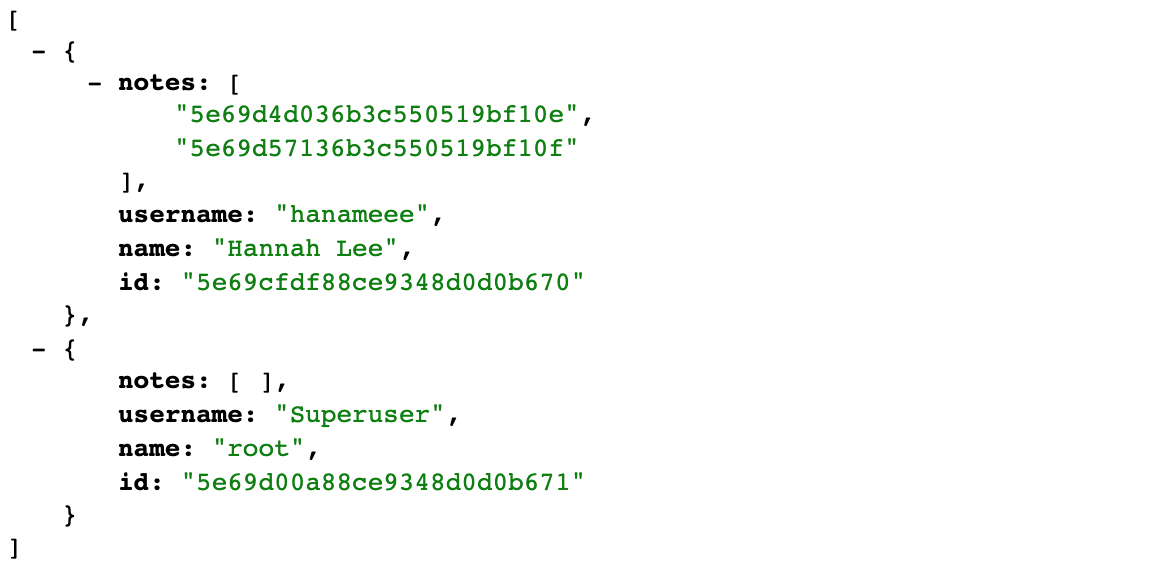 [
- {
- notes: [
"5e69d4d036b3c550519bf10e",
"5e69d57136b3c550519bf10f"
],
username: "hanameee",
name: "Hannah Lee",
id: "5e69cfdf88ce9348d0d0b670"
},
- {
notes: [ ],
username: "Superuser",
name: "root",
id: "5e69d00a88ce9348d0d0b671"
}
]